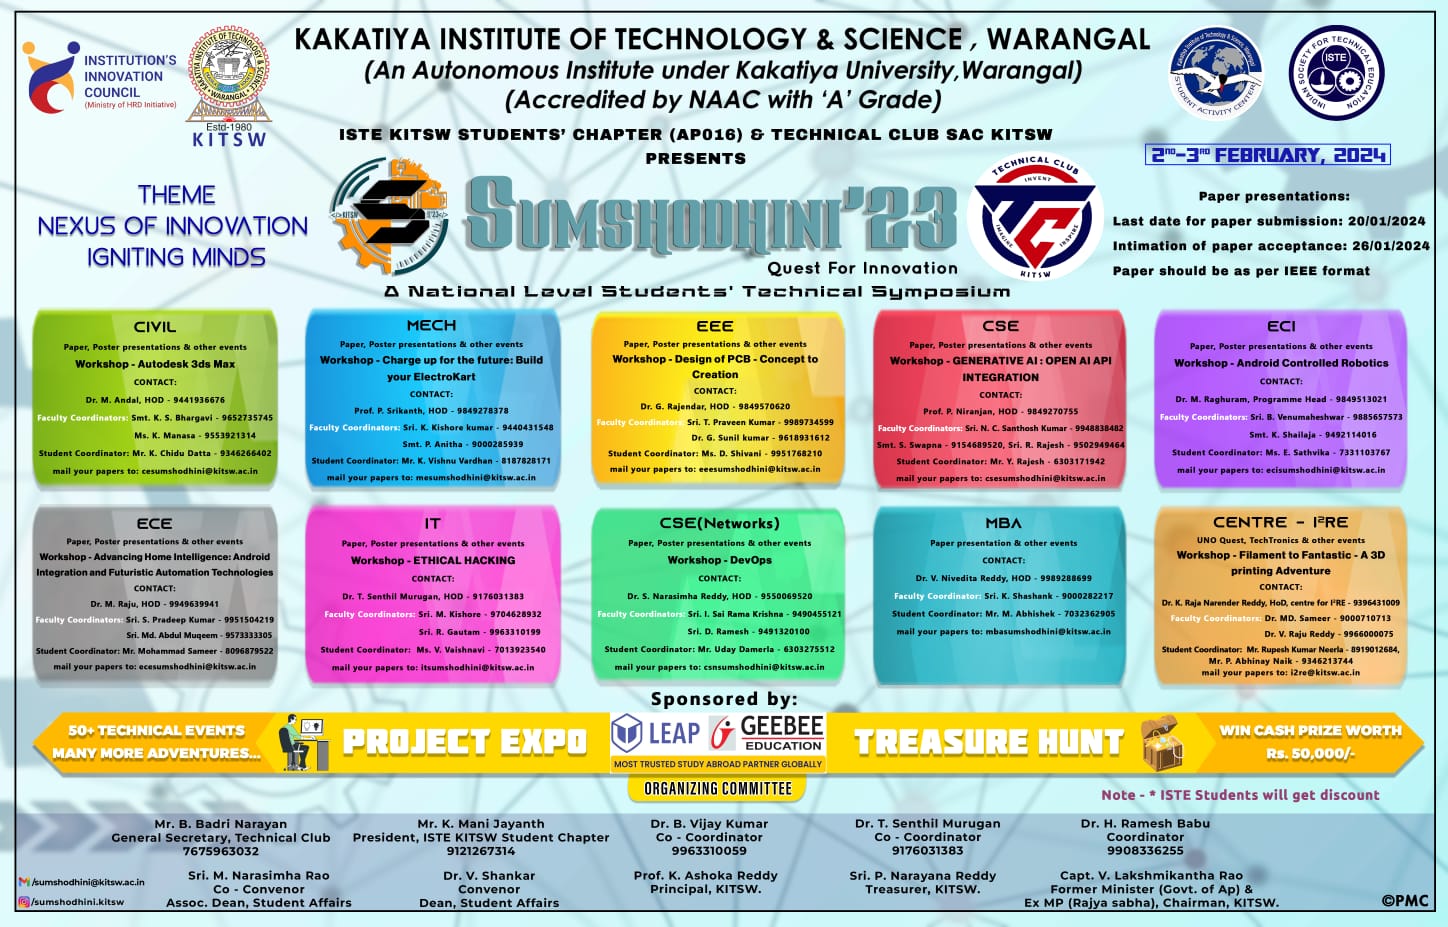 INSTITUTION'S
INNOVATION
COUNCIL
(Ministry of HRD Initiative)
KAKATIYA INSTITUTE OF TECHNOLOGY & SCIENCE
WARANGAL
Estd-1980
KITSW
KAKATIYA INSTITUTE OF TECHNOLOGY & SCIENCE , WARANGAL
(An Autonomous Institute under Kakatiya University,Warangal)
(Accredited by NAAC with ‘A’ Grade)
ISTE KITSW STUDENTS’ CHAPTER (AP016) & TECHNICAL CLUB SAC KITSW
PRESENTS
Kakatiya Institute of Technology & Science, Warangal
STUDENT ACTIVITY CENTER
INDIAN SOCIETY FOR TECHNICAL EDUCATION
ISTE
2ND-3RD FEBRUARY, 2024
THEME
NEXUS OF INNOVATION
IGNITING MINDS
KITSW
S
'23
SUMSHODHINI'23
Quest For Innovation
A National Level Students' Technical Symposium
TECHNICAL CLUB
INVENT
IMAGINE
INSPIRE
KITSW
Paper presentations:
Last date for paper submission: 20/01/2024
Intimation of paper acceptance: 26/01/2024
Paper should be as per IEEE format
CIVIL
Paper, Poster presentations & other events
Workshop - Autodesk 3ds Max
CONTACT:
Dr. M. Andal, HOD - 9441936676
Faculty Coordinators: Smt. K. S. Bhargavi - 9652735745
Ms. K. Manasa - 9553921314
Student Coordinator: Mr. K. Chidu Datta - 9346266402
mail your papers to: cesumshodhini@kitsw.ac.in
MECH
Paper, Poster presentations & other events
Workshop - Charge up for the future: Build
your ElectroKart
CONTACT:
Prof. P. Srikanth, HOD - 9849278378
Faculty Coordinators: Sri. K. Kishore kumar - 9440431548
Smt. P. Anitha - 9000285939
Student Coordinator: Mr. K. Vishnu Vardhan - 8187828171
mail your papers to: mesumshodhini@kitsw.ac.in
EEE
Paper, Poster presentations & other events
Workshop - Design of PCB - Concept to
Creation
CONTACT:
Dr. G. Rajendar, HOD - 9849570620
Faculty Coordinators: Sri. T. Praveen Kumar - 9989734599
Dr. G. Sunil kumar - 9618931612
Student Coordinator: Ms. D. Shivani - 9951768210
mail your papers to: eeesumshodhini@kitsw.ac.in
CSE
Paper, Poster presentations & other events
Workshop - GENERATIVE AI : OPEN AI API
INTEGRATION
CONTACT:
Prof. P. Niranjan, HOD - 9849270755
Faculty Coordinators: Sri. N. C. Santhosh Kumar - 9948838482
Smt. S. Swapna - 9154689520, Sri. R. Rajesh - 9502949464
Student Coordinator: Mr. Y. Rajesh - 6303171942
mail your papers to: csesumshodhini@kitsw.ac.in
ECI
Paper, Poster presentations & other events
Workshop - Android Controlled Robotics
CONTACT:
Dr. M. Raghuram, Programme Head - 9849513021
Faculty Coordinators: Sri. B. Venumaheshwar - 9885657573
Smt. K. Shailaja - 9492114016
Student Coordinator: Ms. E. Sathvika - 7331103767
mail your papers to: ecisumshodhini@kitsw.ac.in
ECE
Paper, Poster presentations & other events
Workshop - Advancing Home Intelligence: Android
Integration and Futuristic Automation Technologies
CONTACT:
Dr. M. Raju, HOD - 9949639941
Faculty Coordinators: Sri. S. Pradeep Kumar - 9951504219
Sri. Md. Abdul Muqeem - 9573333305
Student Coordinator: Mr. Mohammad Sameer - 8096879522
mail your papers to: ecesumshodhini@kitsw.ac.in
IT
Paper, Poster presentations & other events
Workshop - ETHICAL HACKING
CONTACT:
Dr. T. Senthil Murugan, HOD - 9176031383
Faculty Coordinators: Sri. M. Kishore - 9704628932
Sri. R. Gautam - 9963310199
Student Coordinator: Ms. V. Vaishnavi - 7013923540
mail your papers to: itsumshodhini@kitsw.ac.in
CSE(Networks)
Paper, Poster presentations & other events
Workshop - DevOps
CONTACT:
Dr. S. Narasimha Reddy, HOD - 9550069520
Faculty Coordinators: Sri. I. Sai Rama Krishna - 9490455121
Sri. D. Ramesh - 9491320100
Student Coordinator: Mr. Uday Damerla - 6303275512
mail your papers to: csnsumshodhini@kitsw.ac.in
MBA
Paper, Poster presentations & other events
CONTACT:
Dr. V. Nivedita Reddy, HOD - 9989288699
Faculty Coordinator: Sri. K. Shashank - 9000282217
Student Coordinator: Mr. M. Abhishek - 7032362905
mail your papers to: mbasumshodhini@kitsw.ac.in
CENTRE - I²RE
UNO Quest, TechTronics & other events
Workshop - Filament to Fantastic - A 3D
printing Adventure
CONTACT:
Dr. K. Raja Narender Reddy, HoD, centre for I²RE - 9396431009
Faculty Coordinators: Dr. MD. Sameer - 9000710713
Dr. V. Raju Reddy - 9966000075
Student Coordinator: Mr. Rupesh Kumar Neerla - 8919012684,
Mr. P. Abhinay Naik - 9346213744
mail your papers to: i2re@kitsw.ac.in
Sponsored by:
50+ TECHNICAL EVENTS
MANY MORE ADVENTURES...
PROJECT EXPO
LEAP
GEEBEE
EDUCATION
MOST TRUSTED STUDY ABROAD PARTNER GLOBALLY
TREASURE HUNT
WIN CASH PRIZE WORTH
Rs. 50,000/-
ORGANIZING COMMITTEE
Note - * ISTE Students will get discount
Mr. B. Badri Narayan
General Secretary, Technical Club
7675963032
Mr. K. Mani Jayanth
President, ISTE KITSW Student Chapter
9121267314
Dr. B. Vijay Kumar
Co - Coordinator
9963310059
Dr. T. Senthil Murugan
Co - Coordinator
9176031383
Dr. H. Ramesh Babu
Coordinator
9908336255
/sumshodhini@kitsw.ac.in
/sumshodhini.kitsw
Sri. M. Narasimha Rao
Co - Convenor
Assoc. Dean, Student Affairs
Dr. V. Shankar
Convenor
Dean, Student Affairs
Prof. K. Ashoka Reddy
Principal, KITSW.
Sri. P. Narayana Reddy
Treasurer, KITSW.
Capt. V. Lakshmikantha Rao
Former Minister (Govt. of Ap) &
Ex MP (Rajya sabha), Chairman, KITSW.
©PMC